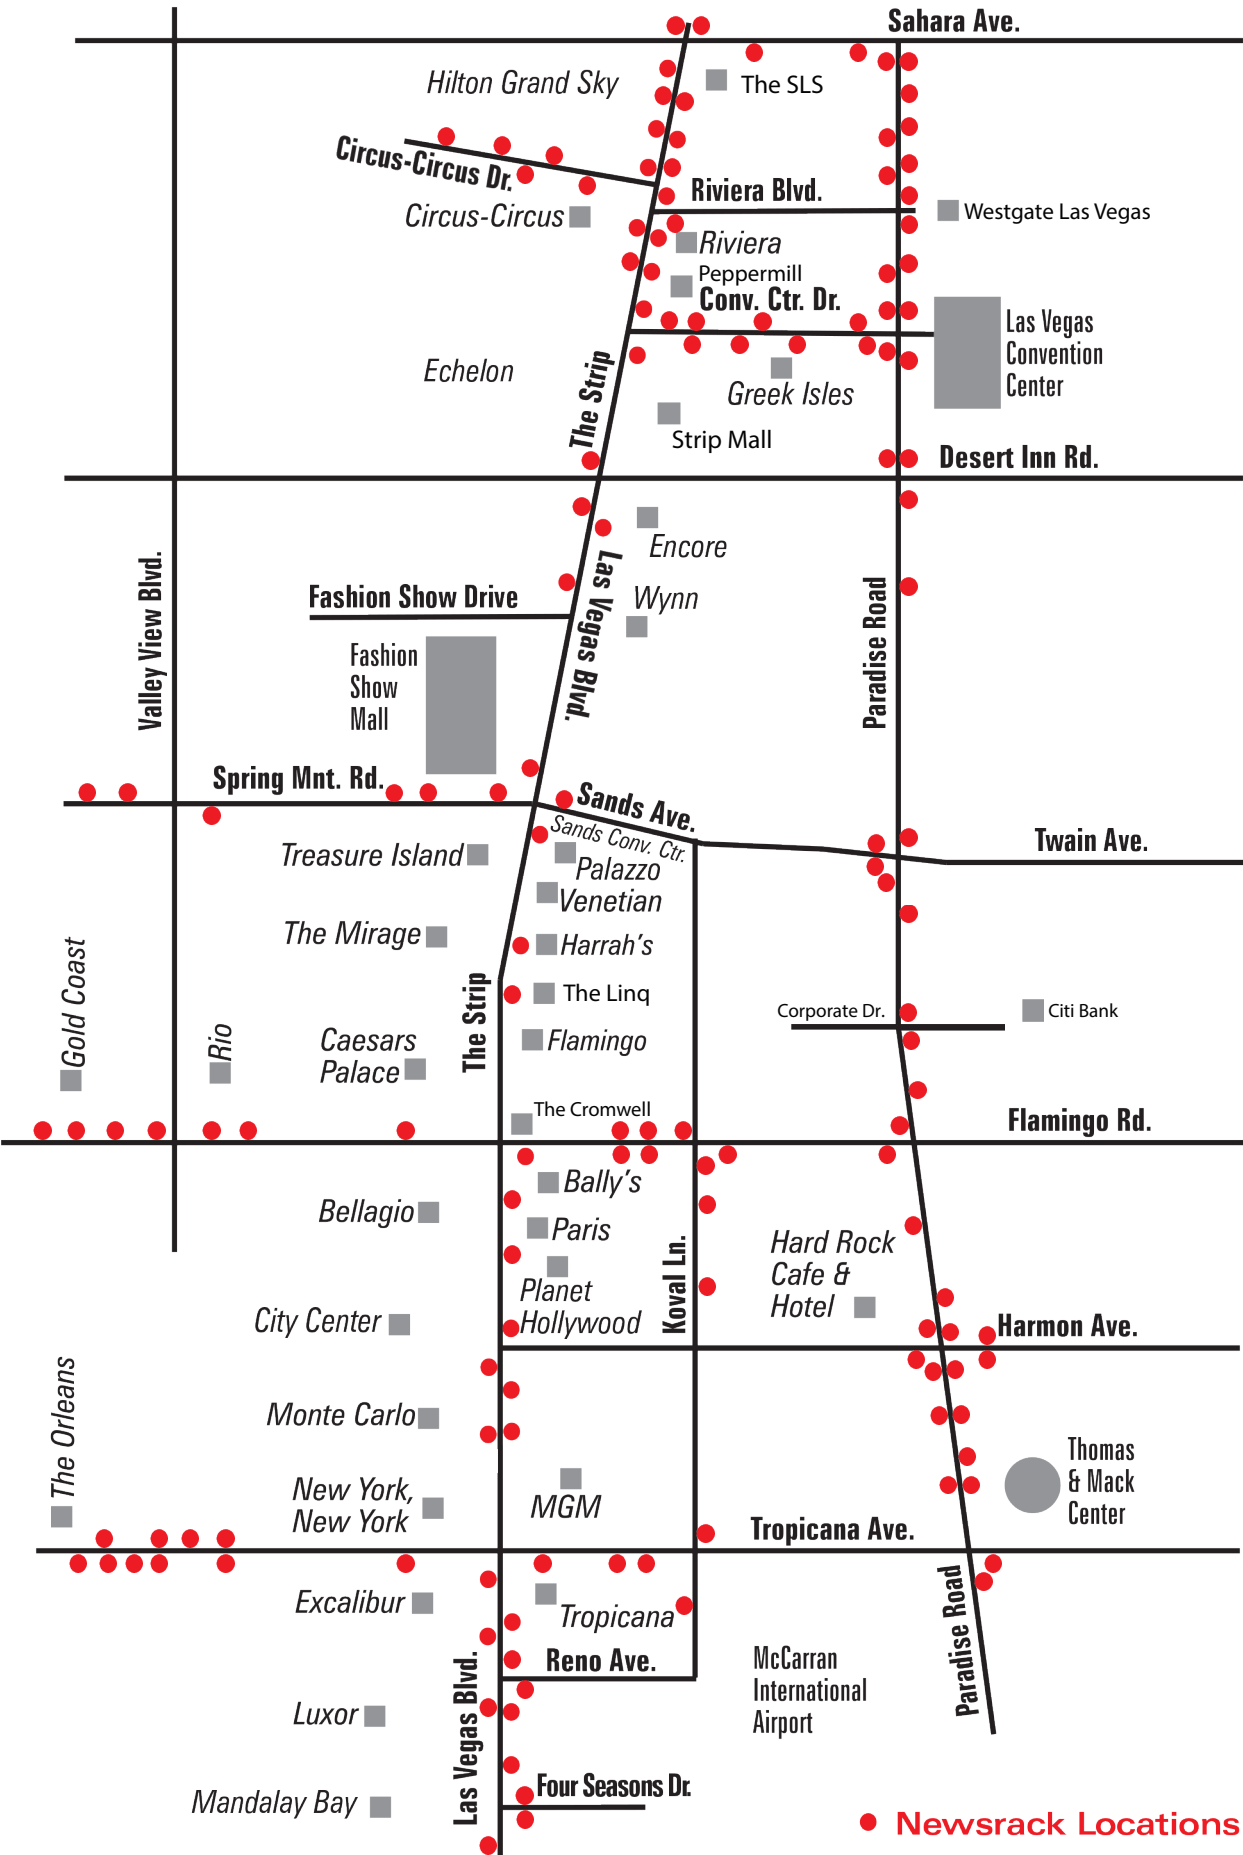 Sahara Ave.
Hilton Grand Sky
The SLS
Circus-Circus Dr.
Riviera Blvd.
Circus-Circus
Westgate Las Vegas
Riviera
Peppermill
Conv. Ctr. Dr.
Las Vegas
Convention
Center
Echelon
The Strip
Greek Isles
Strip Mall
Desert Inn Rd.
Encore
Las Vegas Blvd.
Wynn
Fashion Show Drive
Valley View Blvd.
Paradise Road
Fashion
Show
Mall
Spring Mnt. Rd.
Sands Ave.
Sands Conv. Ctr.
Twain Ave.
Treasure Island
Palazzo
Venetian
The Mirage
Harrah's
Gold Coast
The Strip
The Linq
Corporate Dr.
Citi Bank
Rio
Caesars
Palace
Flamingo
The Cromwell
Flamingo Rd.
Bally's
Bellagio
Paris
Koval Ln.
Hard Rock
Cafe &
Hotel
Planet
Hollywood
City Center
Harmon Ave.
The Orleans
Monte Carlo
Thomas
& Mack
Center
New York,
New York
MGM
Tropicana Ave.
Excalibur
Tropicana
Paradise Road
Reno Ave.
McCarran
International
Airport
Las Vegas Blvd.
Luxor
Four Seasons Dr.
Mandalay Bay
Newsrack Locations